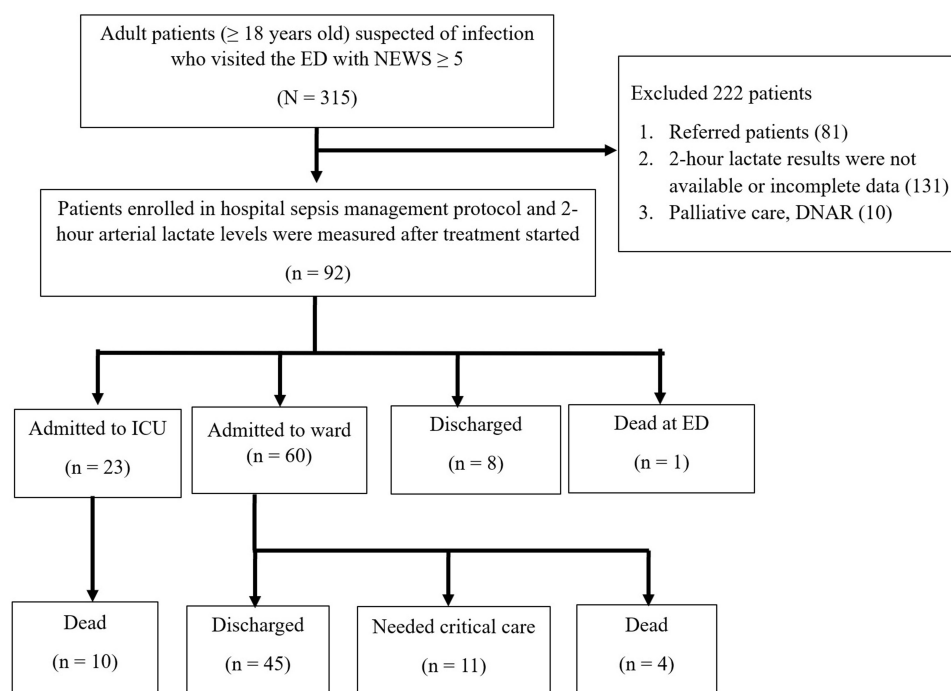 Adult patients (≥ 18 years old) suspected of infection
who visited the ED with NEWS ≥ 5
(N = 315)
Excluded 222 patients
1. Referred patients (81)
2. 2-hour lactate results were not
available or incomplete data (131)
3. Palliative care, DNAR (10)
Patients enrolled in hospital sepsis management protocol and 2-
hour arterial lactate levels were measured after treatment started
(n = 92)
Admitted to ICU
(n = 23)
Admitted to ward
(n = 60)
Discharged
(n = 8)
Dead at ED
(n = 1)
Dead
(n = 10)
Discharged
(n = 45)
Needed critical care
(n = 11)
Dead
(n = 4)